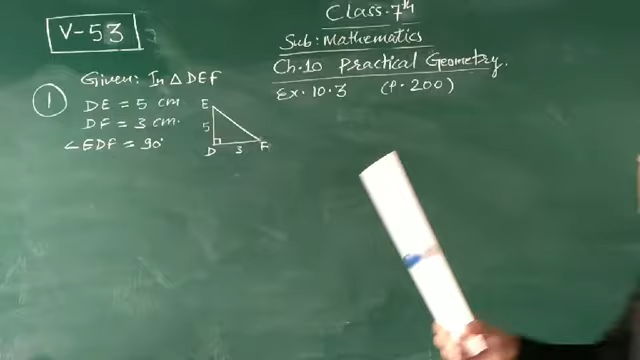 V-53
Class-7th
Sub: Mathematics
Ch.10 Practical Geometry.
Ex. 10.3 (P. 200)
Given: In △ DEF
① DE = 5 cm
DF = 3 cm.
∠EDF = 90°
E
5
D 3 F